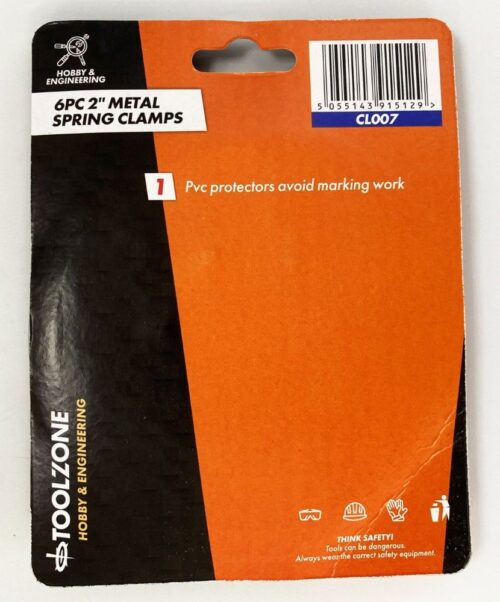 HOBBY &
ENGINEERING
6PC 2" METAL
SPRING CLAMPS
5 055143 915129 >
CL007
1 Pvc protectors avoid marking work
TOOLZONE
HOBBY & ENGINEERING
THINK SAFETY!
Tools can be dangerous.
Always wear the correct safety equipment.